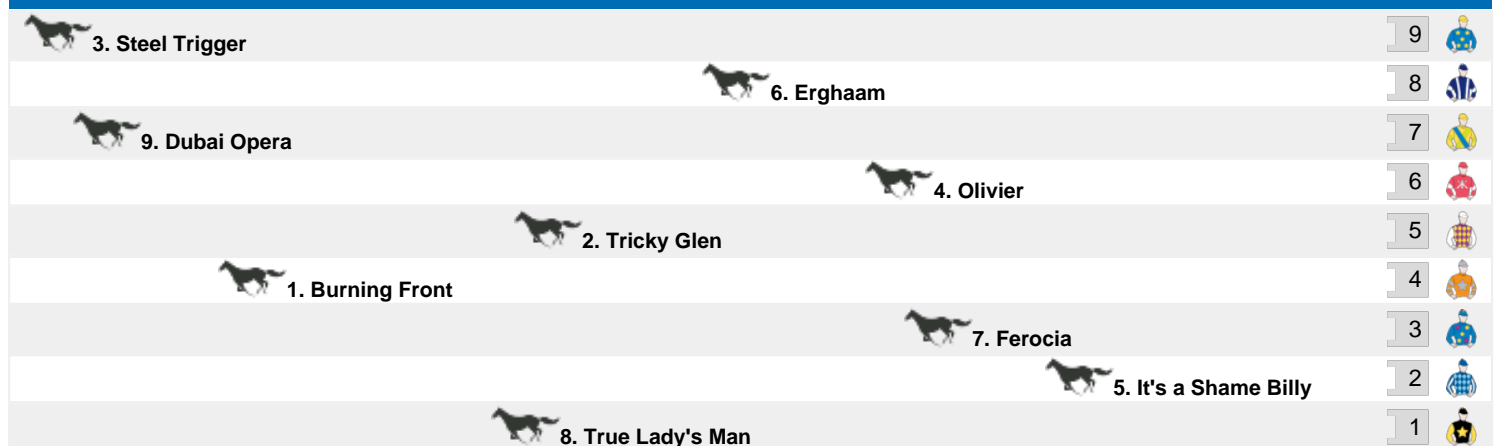 3. Steel Trigger 9
6. Erghaam 8
9. Dubai Opera 7
4. Olivier 6
2. Tricky Glen 5
1. Burning Front 4
7. Ferocia 3
5. It's a Shame Billy 2
8. True Lady's Man 1